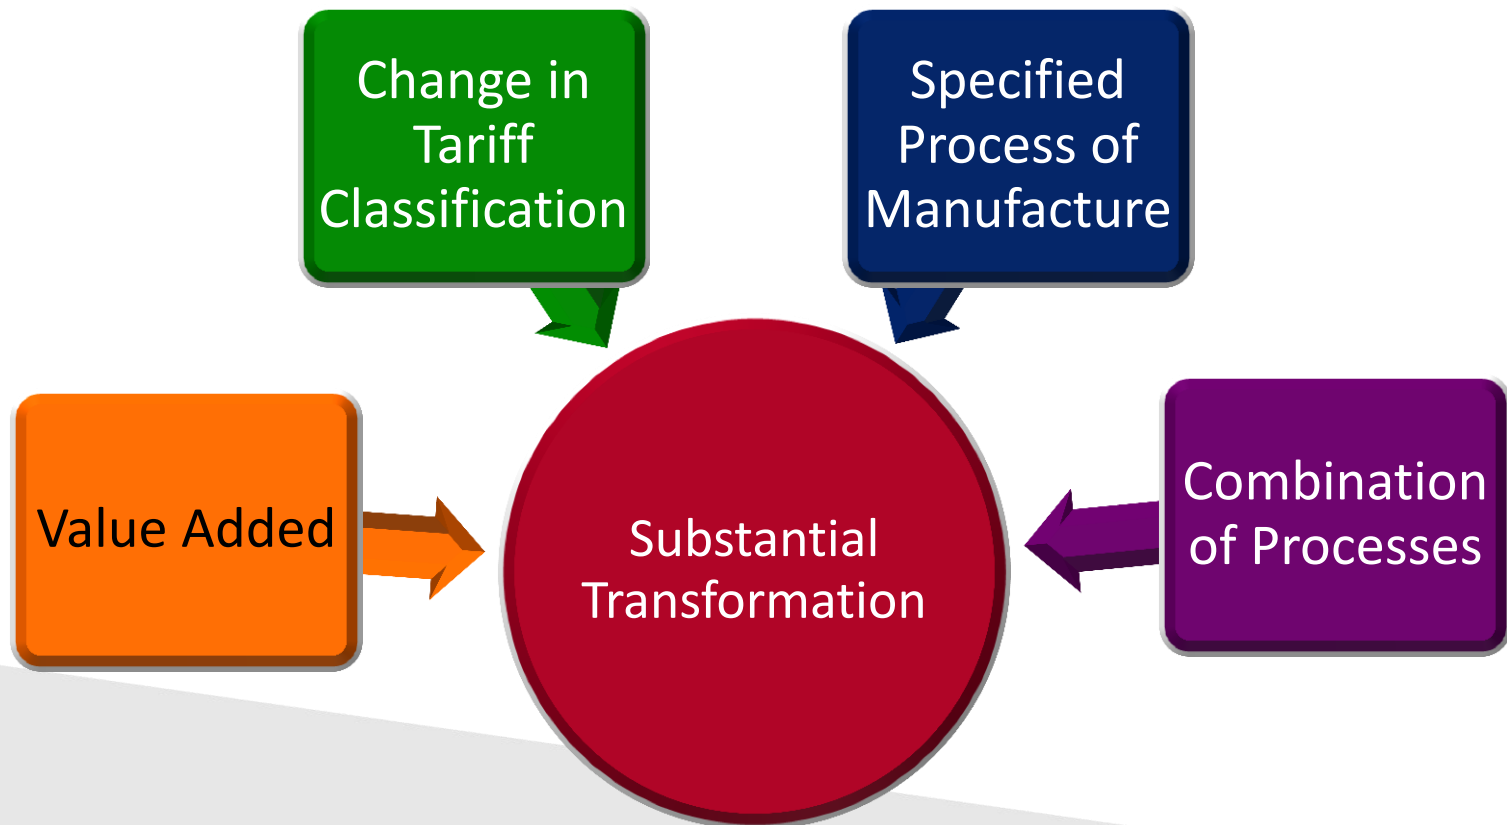 Change in
Tariff
Classification
Specified
Process of
Manufacture
Value Added
Substantial
Transformation
Combination
of Processes